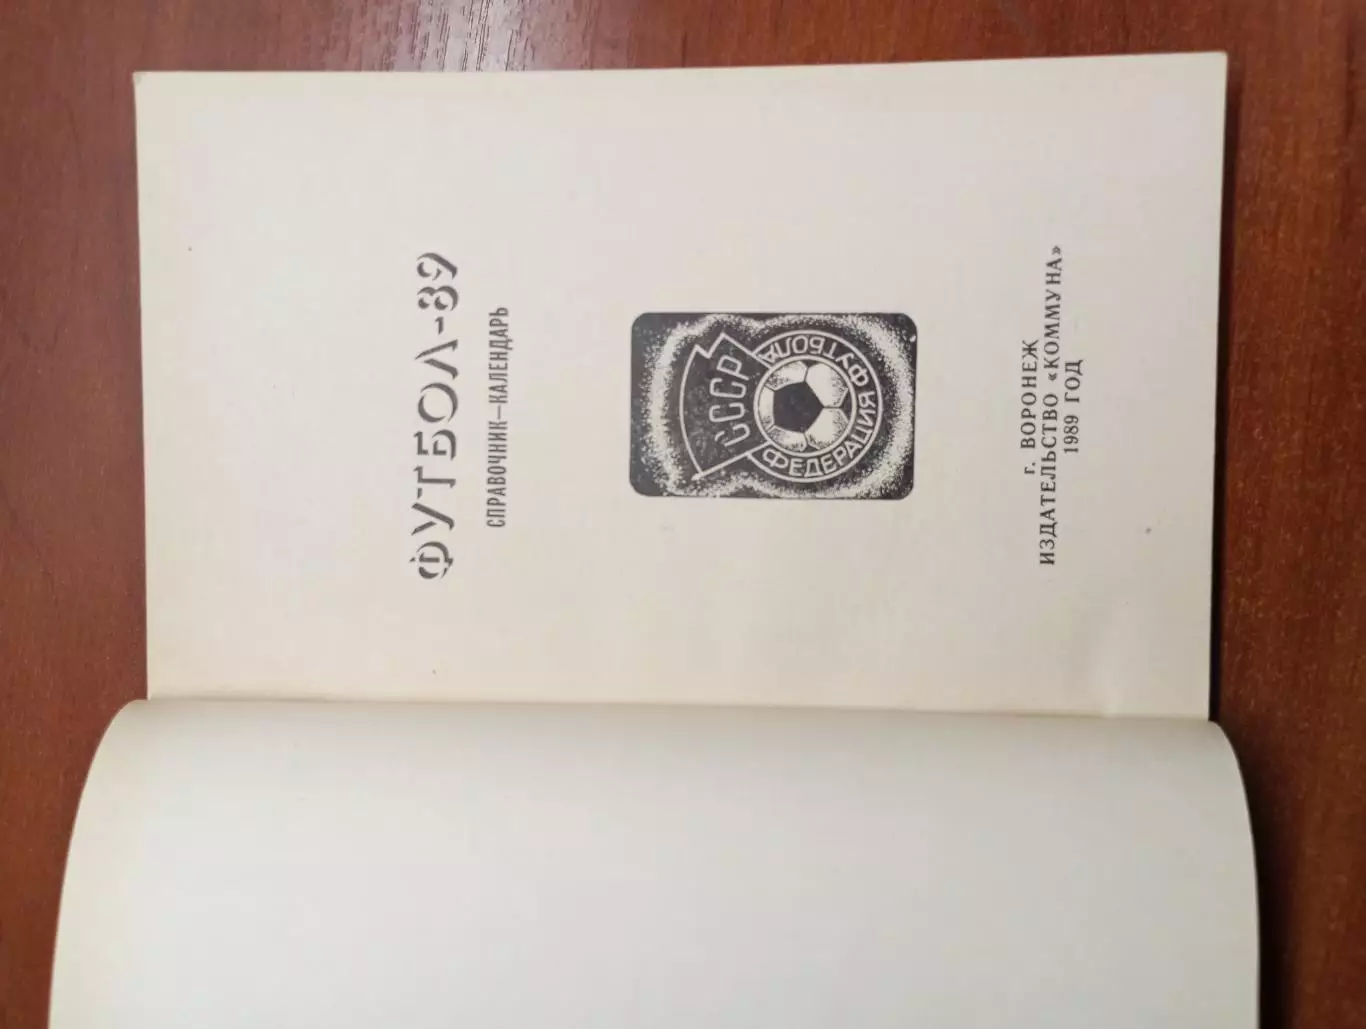 ФУТБОЛ-89
СПРАВОЧНИК—КАЛЕНДАРЬ
СССР
ФЕДЕРАЦИЯ ФУТБОЛА
г. ВОРОНЕЖ
ИЗДАТЕЛЬСТВО «КОММУНА»
1989 ГОД